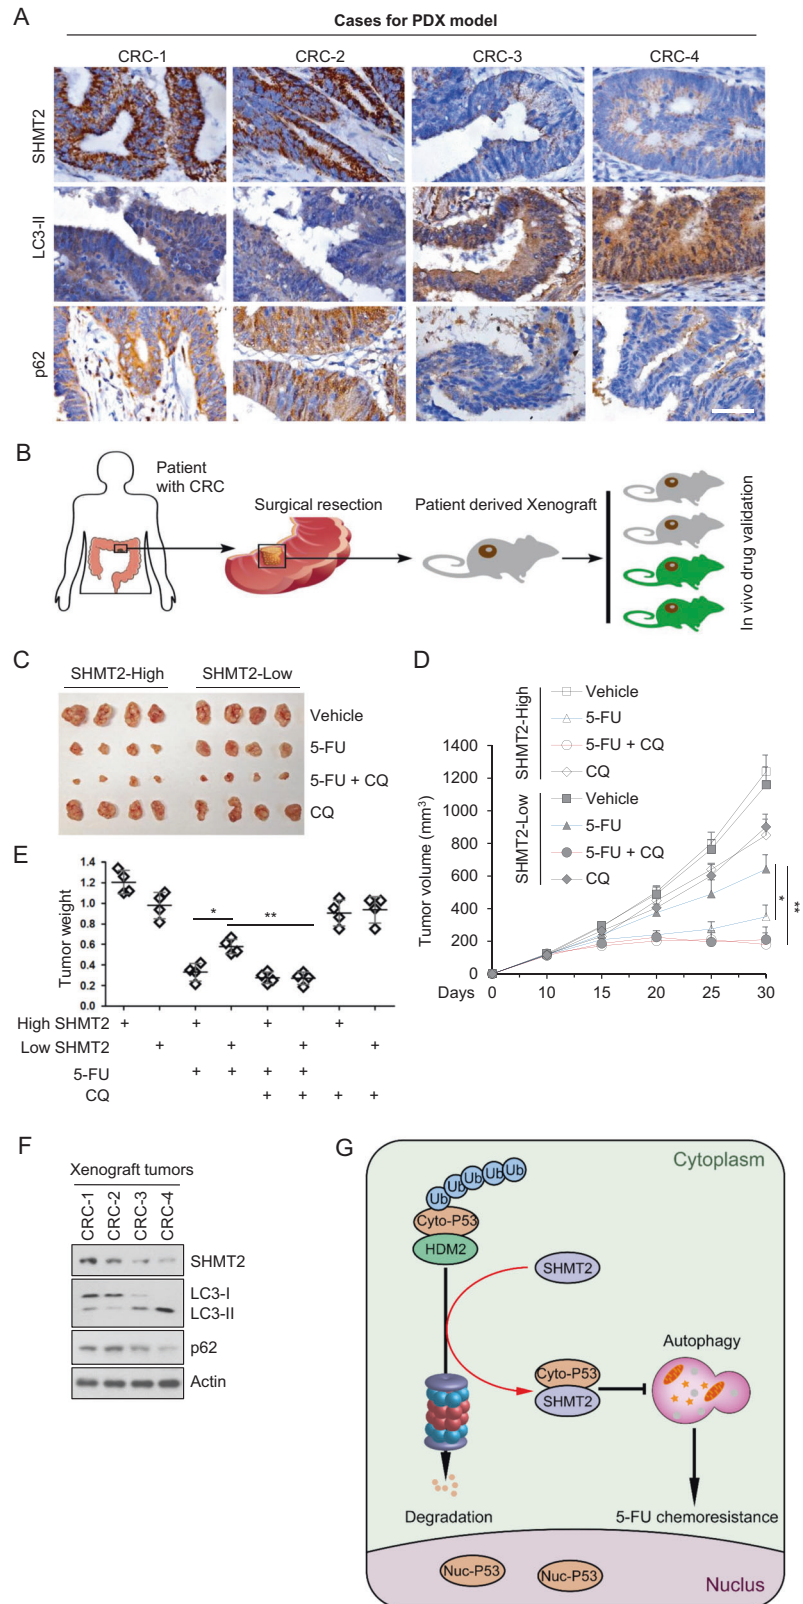 A
Cases for PDX model
CRC-1 CRC-2 CRC-3 CRC-4
SHMT2
LC3-II
p62
B
Patient
with CRC
Surgical resection
Patient derived Xenograft
In vivo drug validation
C
SHMT2-High SHMT2-Low
Vehicle
5-FU
5-FU + CQ
CQ
D
SHMT2-High
Vehicle
5-FU
5-FU + CQ
CQ
SHMT2-Low
Vehicle
5-FU
5-FU + CQ
CQ
Tumor volume (mm³)
1400
1200
1000
800
600
400
200
0
Days 0 10 15 20 25 30
*
**
E
Tumor weight
1.4
1.2
1.0
0.8
0.6
0.4
0.2
0.0
* **
High SHMT2 + + + +
Low SHMT2 + + + +
5-FU + + + +
CQ + + + +
F
Xenograft tumors
CRC-1 CRC-2 CRC-3 CRC-4
SHMT2
LC3-I
LC3-II
p62
Actin
G
Cytoplasm
Ub Ub Ub Ub Ub
Cyto-P53
HDM2
SHMT2
Autophagy
Cyto-P53
SHMT2
Degradation
5-FU chemoresistance
Nuc-P53 Nuc-P53
Nuclus